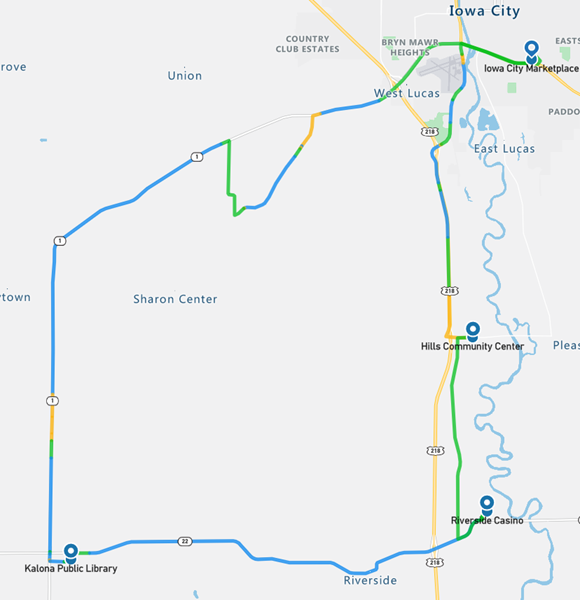 Iowa City
COUNTRY
CLUB ESTATES
BRYN MAWR
HEIGHTS
EASTS
Iowa City Marketplace
rove
Union
West Lucas
PADDO
218
East Lucas
1
1
ytown
Sharon Center
218
Hills Community Center
Pleas
1
218
Riverside Casino
22
Kalona Public Library
218
Riverside